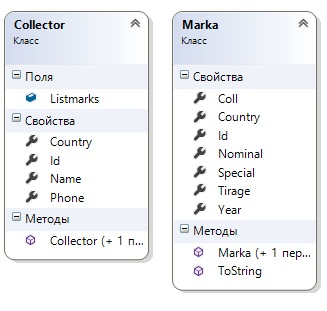 Collector
Класс
Поля
Listmarks
Свойства
Country
Id
Name
Phone
Методы
Collector (+ 1 п...
Marka
Класс
Свойства
Coll
Country
Id
Nominal
Special
Tirage
Year
Методы
Marka (+ 1 пер...
ToString